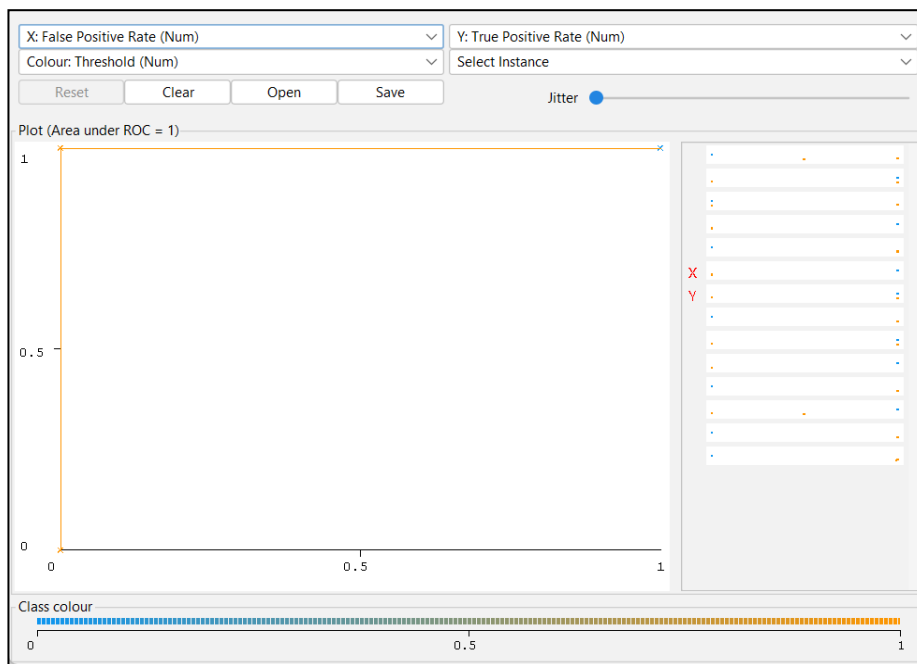 X: False Positive Rate (Num)
Y: True Positive Rate (Num)
Colour: Threshold (Num)
Select Instance
Reset
Clear
Open
Save
Jitter
Plot (Area under ROC = 1)
1
0.5
0
0
0.5
1
X
Y
Class colour
0
0.5
1